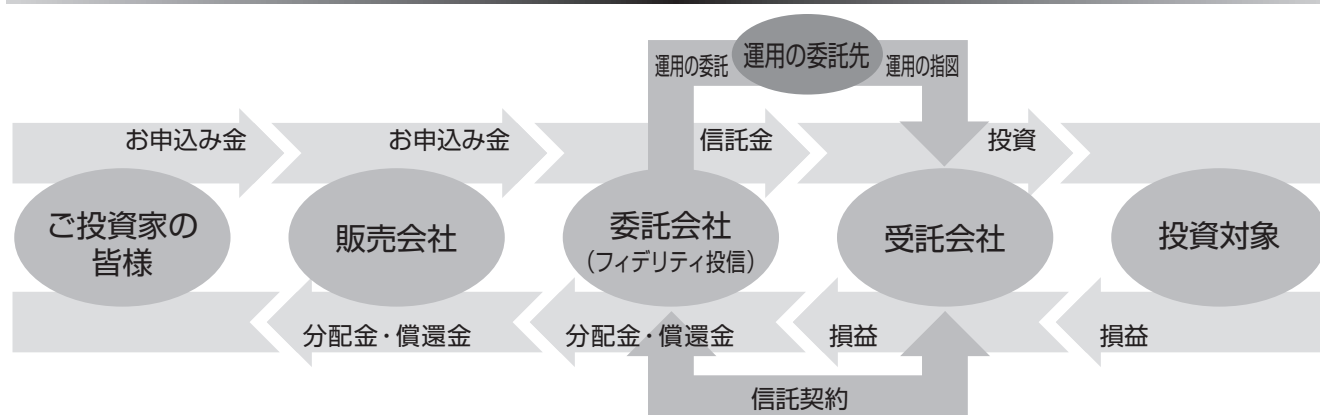 運用の委託 運用の委託先 運用の指図
お申込み金 お申込み金 信託金 投資
ご投資家の
皆様
販売会社
委託会社
(フィデリティ投信)
受託会社
投資対象
分配金・償還金 分配金・償還金 損益 損益
信託契約